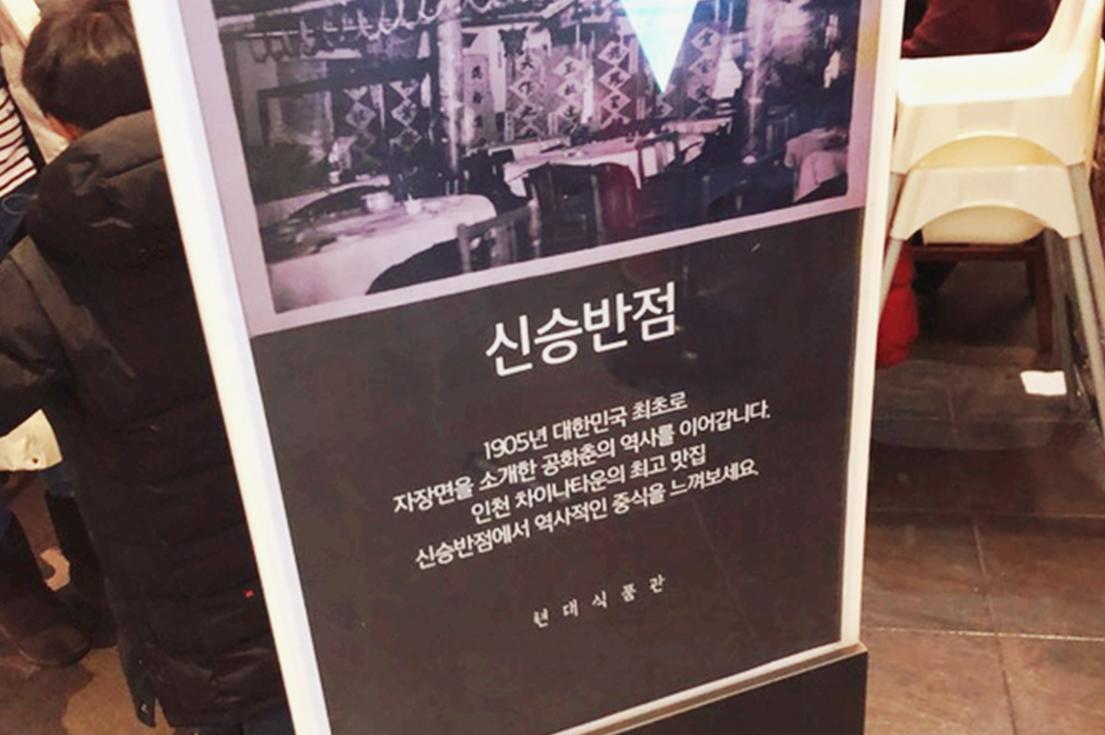 신승반점
1905년 대한민국 최초로
자장면을 소개한 공화춘의 역사를 이어갑니다.
인천 차이나타운의 최고 맛집
신승반점에서 역사적인 중식을 느껴보세요.
현대식품관